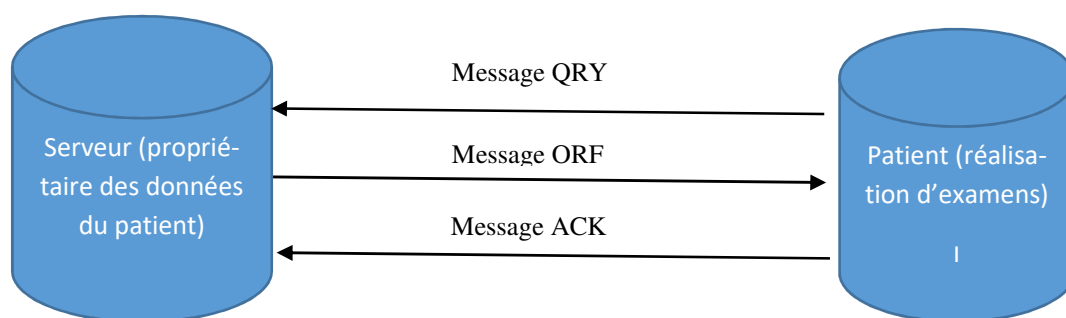 Message QRY
Serveur (proprié-
taire des données
du patient)
Message ORF
Message ACK
Patient (réalisa-
tion d’examens)
I